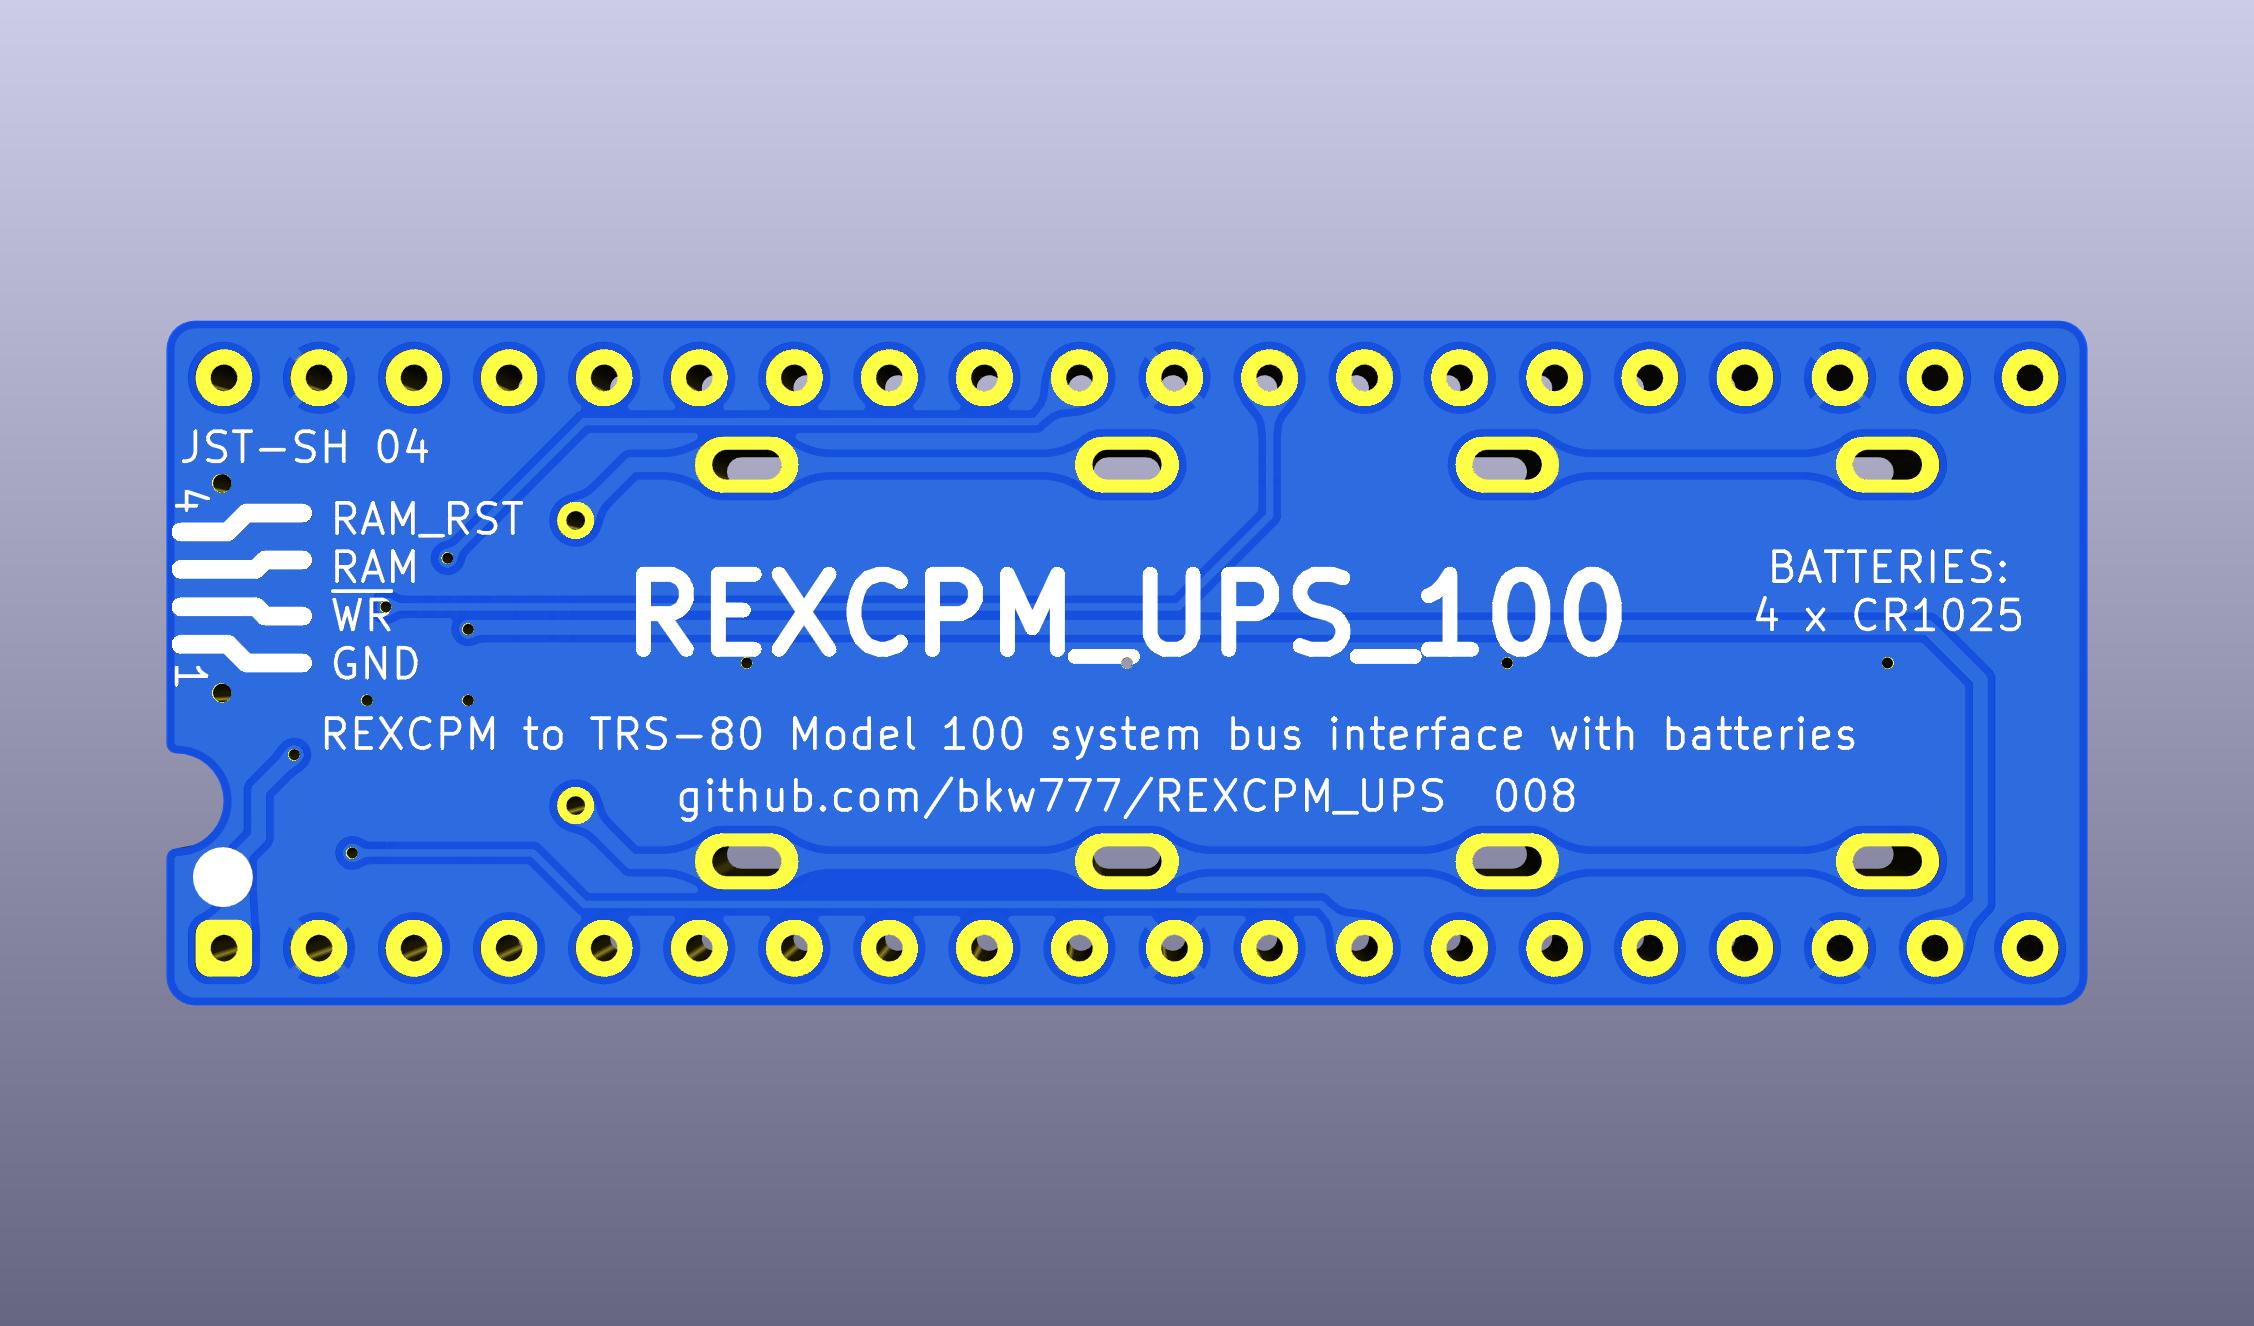 JST-SH 04
4
RAM_RST
RAM
WR
GND
1
REXCPM_UPS_100
BATTERIES:
4 x CR1025
REXCPM to TRS-80 Model 100 system bus interface with batteries
github.com/bkw777/REXCPM_UPS 008